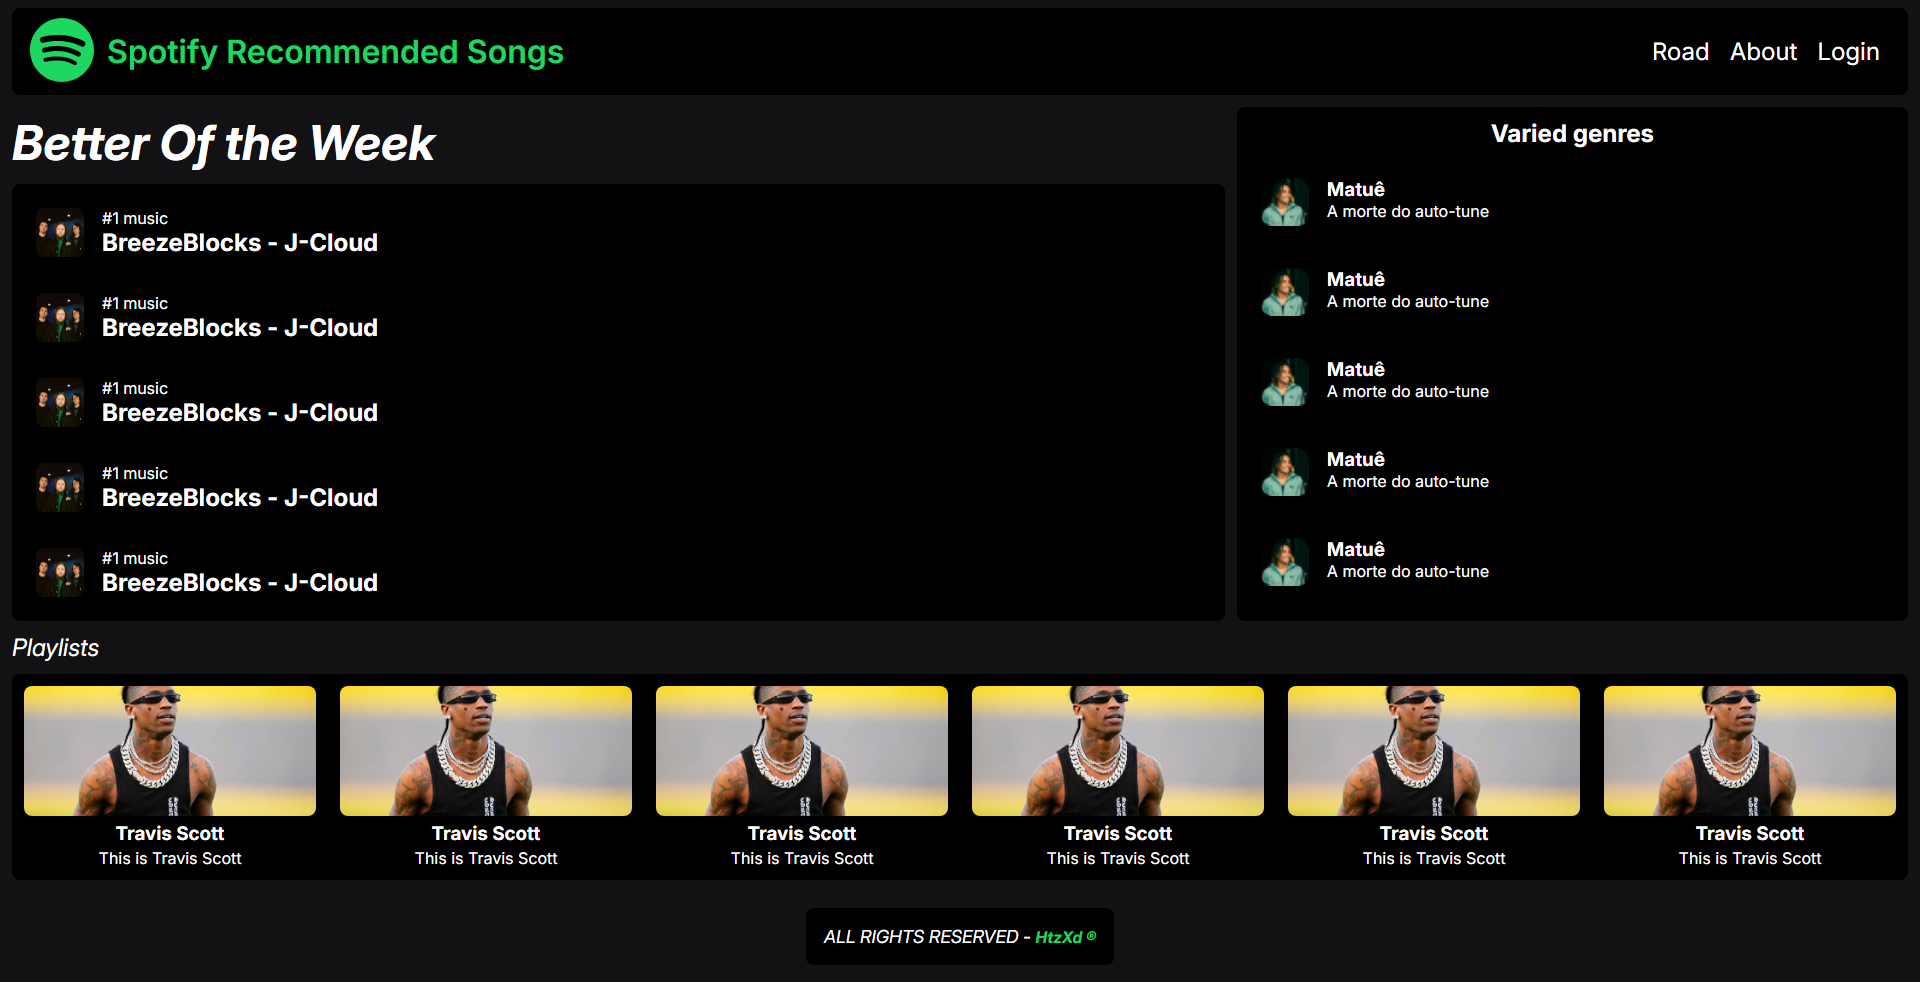 Spotify Recommended Songs
Road About Login
Better Of the Week
#1 music
BreezeBlocks - J-Cloud
#1 music
BreezeBlocks - J-Cloud
#1 music
BreezeBlocks - J-Cloud
#1 music
BreezeBlocks - J-Cloud
#1 music
BreezeBlocks - J-Cloud
Varied genres
Matuê
A morte do auto-tune
Matuê
A morte do auto-tune
Matuê
A morte do auto-tune
Matuê
A morte do auto-tune
Matuê
A morte do auto-tune
Playlists
Travis Scott
This is Travis Scott
Travis Scott
This is Travis Scott
Travis Scott
This is Travis Scott
Travis Scott
This is Travis Scott
Travis Scott
This is Travis Scott
Travis Scott
This is Travis Scott
ALL RIGHTS RESERVED - HtzXd ®